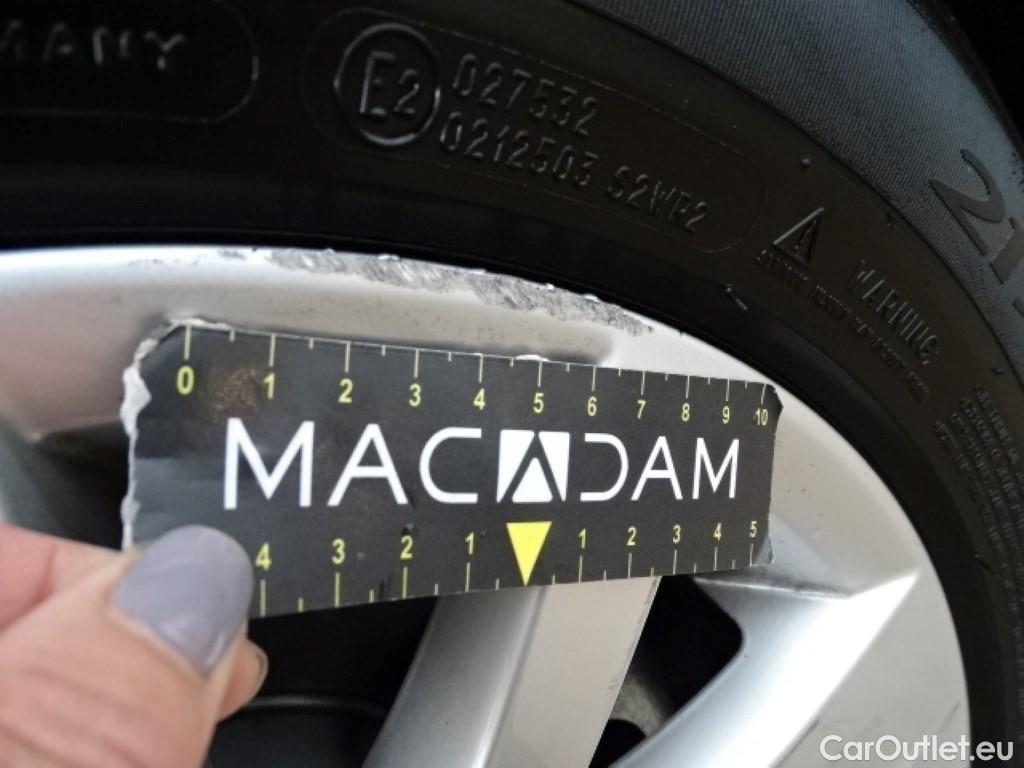 MANY
E2
027532
0212503 S2WR2
WARNING
0 1 2 3 4 5 6 7 8 9 10
MACADAM
4 3 2 1 1 2 3 4 5
CarOutlet.eu